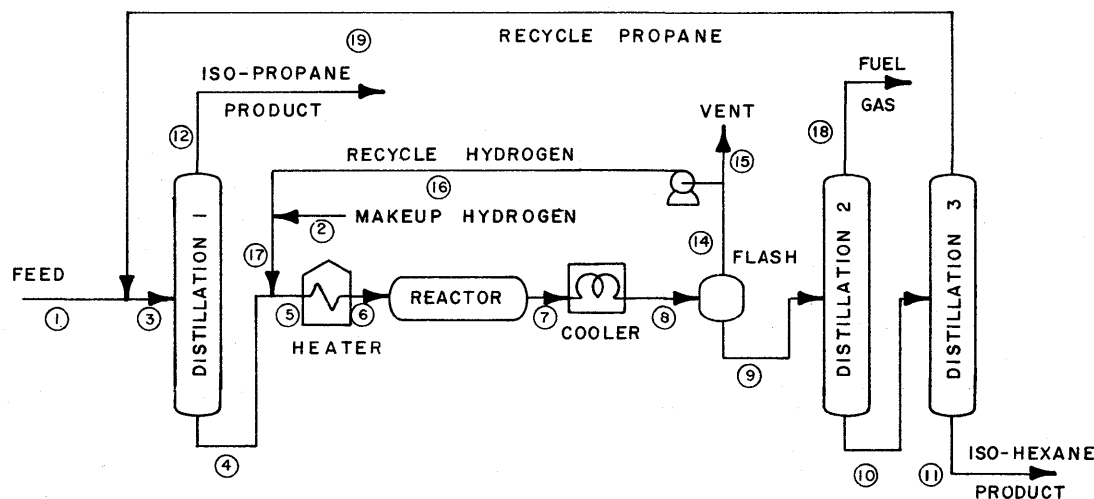 19
RECYCLE PROPANE
ISO-PROPANE
PRODUCT
12
FUEL
GAS
18
VENT
15
RECYCLE HYDROGEN
16
MAKEUP HYDROGEN
2
17
14
FLASH
FEED
1
3
DISTILLATION 1
4
5
HEATER
6
REACTOR
7
COOLER
8
9
DISTILLATION 2
10
DISTILLATION 3
11
ISO-HEXANE
PRODUCT